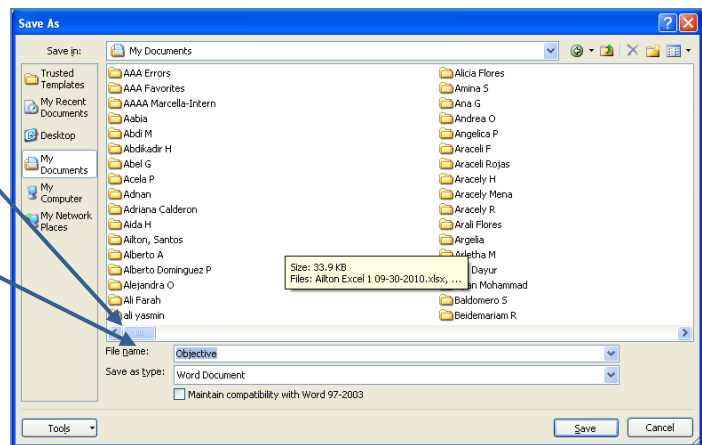 Save As
Save in:
My Documents
Trusted Templates
My Recent Documents
Desktop
My Documents
My Computer
My Network Places
AAA Errors
AAA Favorites
AAAA Marcella-Intern
Aabia
Abdi M
Abdikadir H
Abel G
Acela P
Adnan
Adriana Calderon
Aida H
Ailton, Santos
Alberto A
Alberto Dominguez P
Alejandra O
Ali Farah
ali yasmin
Alicia Flores
Amina S
Ana G
Andrea O
Angelica P
Araceli F
Araceli Rojas
Aracely H
Aracely Mena
Aracely R
Arali Flores
Argelia
Arletha M
Dayur
Mohammad
Baldomero S
Beidemariam R
Size: 33.9 KB
Files: Ailton Excel 1 09-30-2010.xlsx, ...
File name:
Objective
Save as type:
Word Document
Maintain compatibility with Word 97-2003
Tools
Save
Cancel